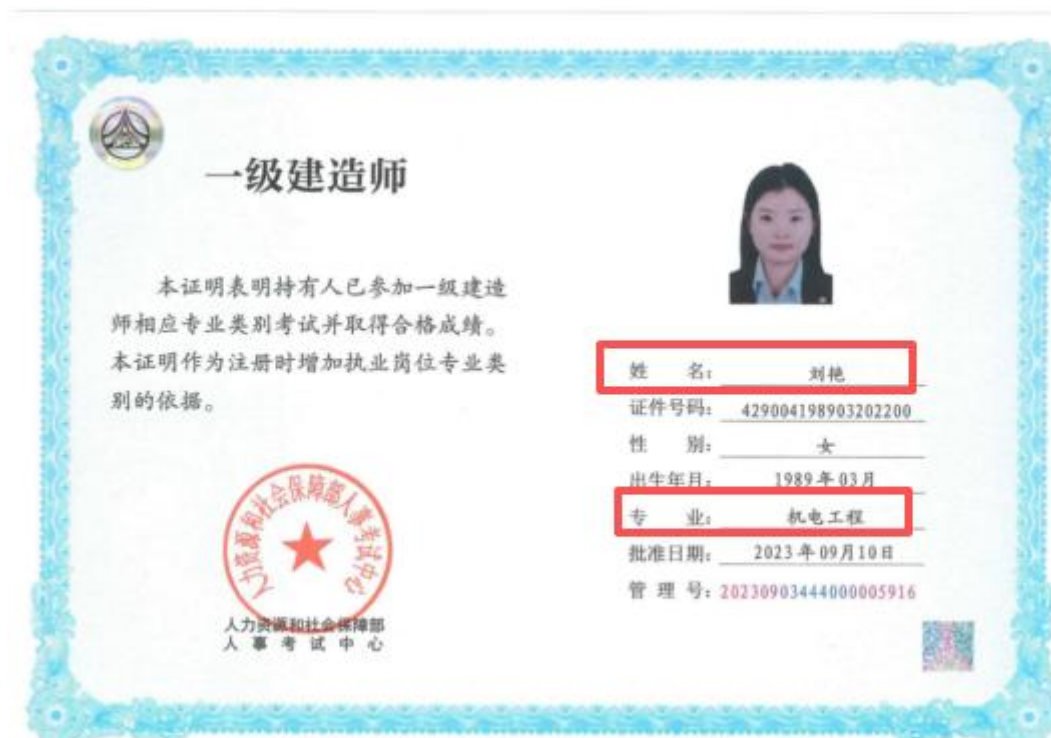 一级建造师
本证明表明持有人已参加一级建造
师相应专业类别考试并取得合格成绩。
本证明作为注册时增加执业岗位专业类
别的依据。
人力资源和社会保障部人事考试中心
人力资源和社会保障部
人事考试中心
姓名：刘艳
证件号码：429004198903202200
性别：女
出生年月：1989年03月
专业：机电工程
批准日期：2023年09月10日
管理号：20230903444000005916